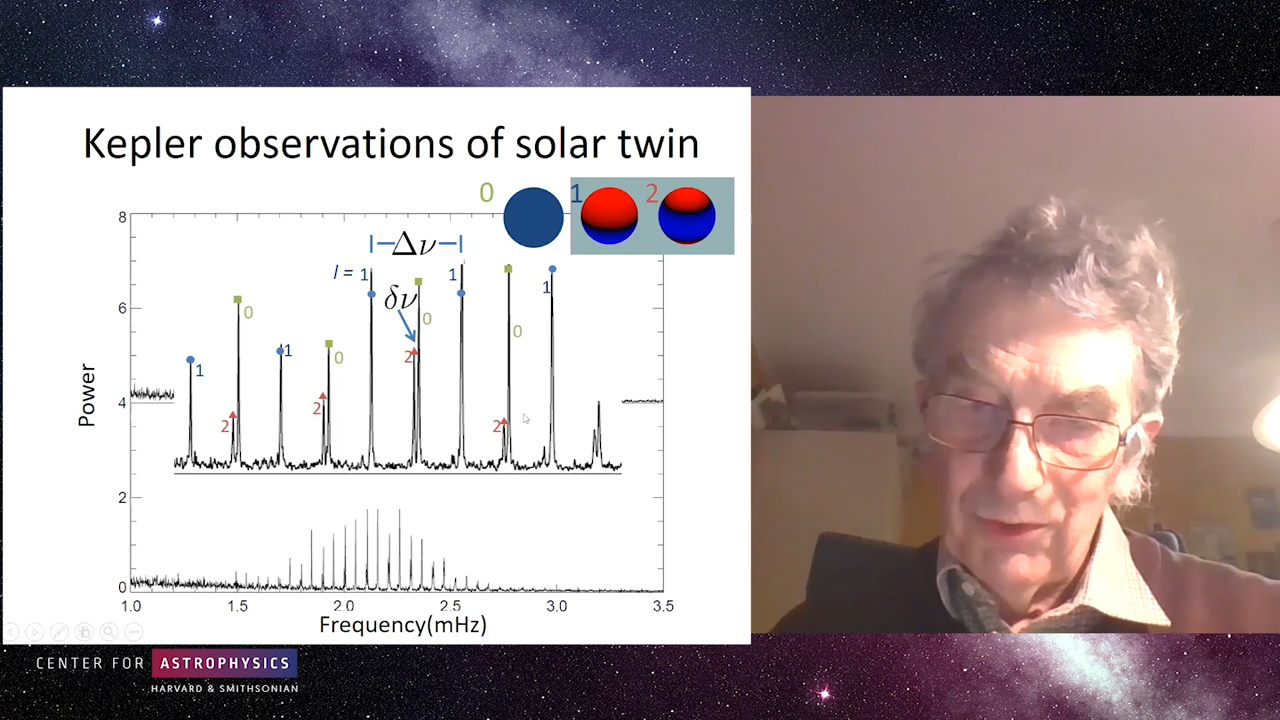 Kepler observations of solar twin
0 1 2
8
6
4
2
0
Δν
l = 1 1
δν
1
0
0
1 0
0
1
2
2
2
2
Power
1.0 1.5 2.0 2.5 3.0 3.5
Frequency(mHz)
CENTER FOR ASTROPHYSICS
HARVARD & SMITHSONIAN